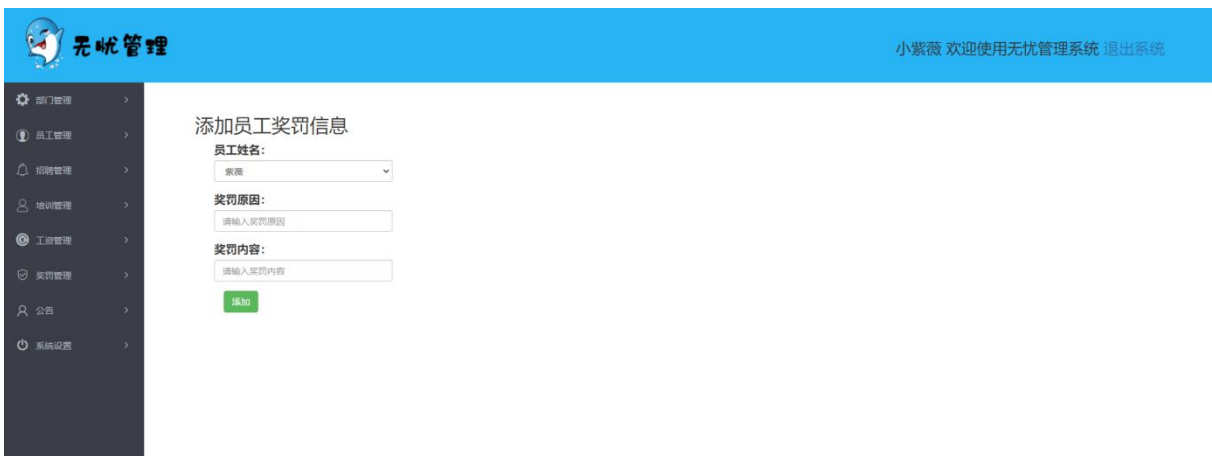 无忧管理
小紫薇 欢迎使用无忧管理系统 退出系统
部门管理
员工管理
招聘管理
培训管理
工资管理
奖罚管理
公告
系统设置
添加员工奖罚信息
员工姓名：
紫薇
奖罚原因：
请输入奖罚原因
奖罚内容：
请输入奖罚内容
添加